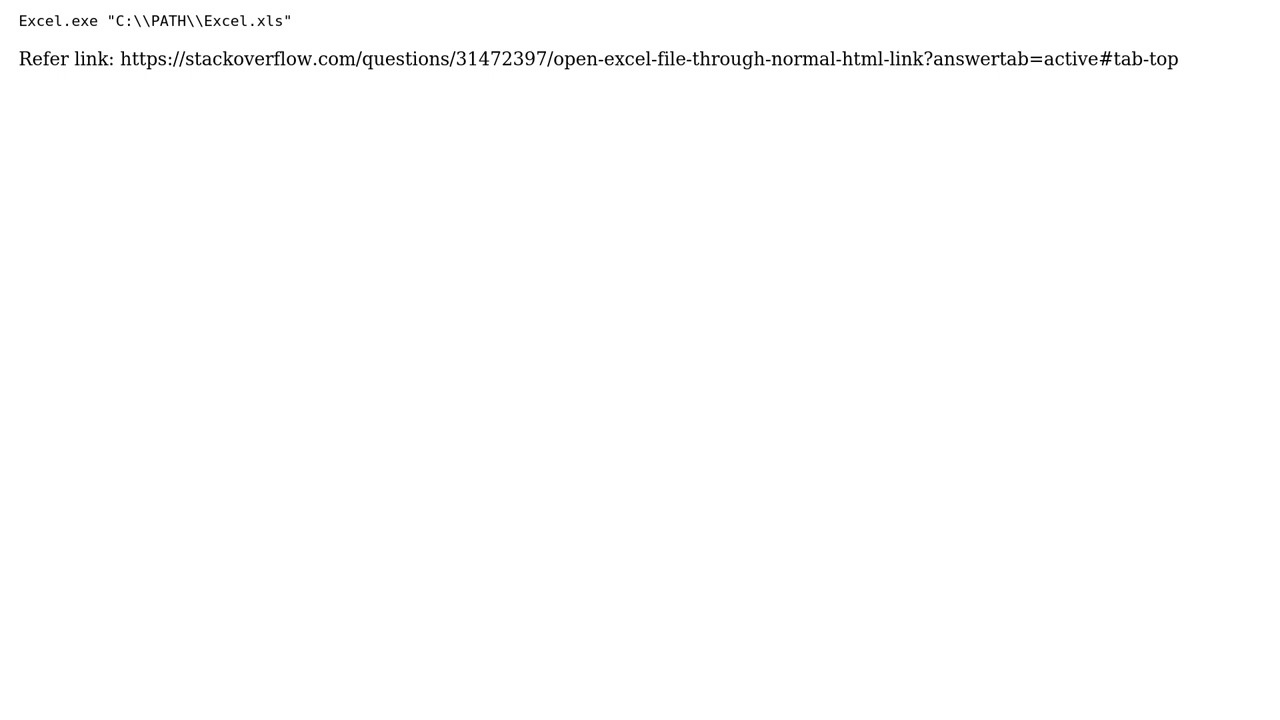 Excel.exe "C:\\PATH\\Excel.xls"
Refer link: https://stackoverflow.com/questions/31472397/open-excel-file-through-normal-html-link?answertab=active#tab-top